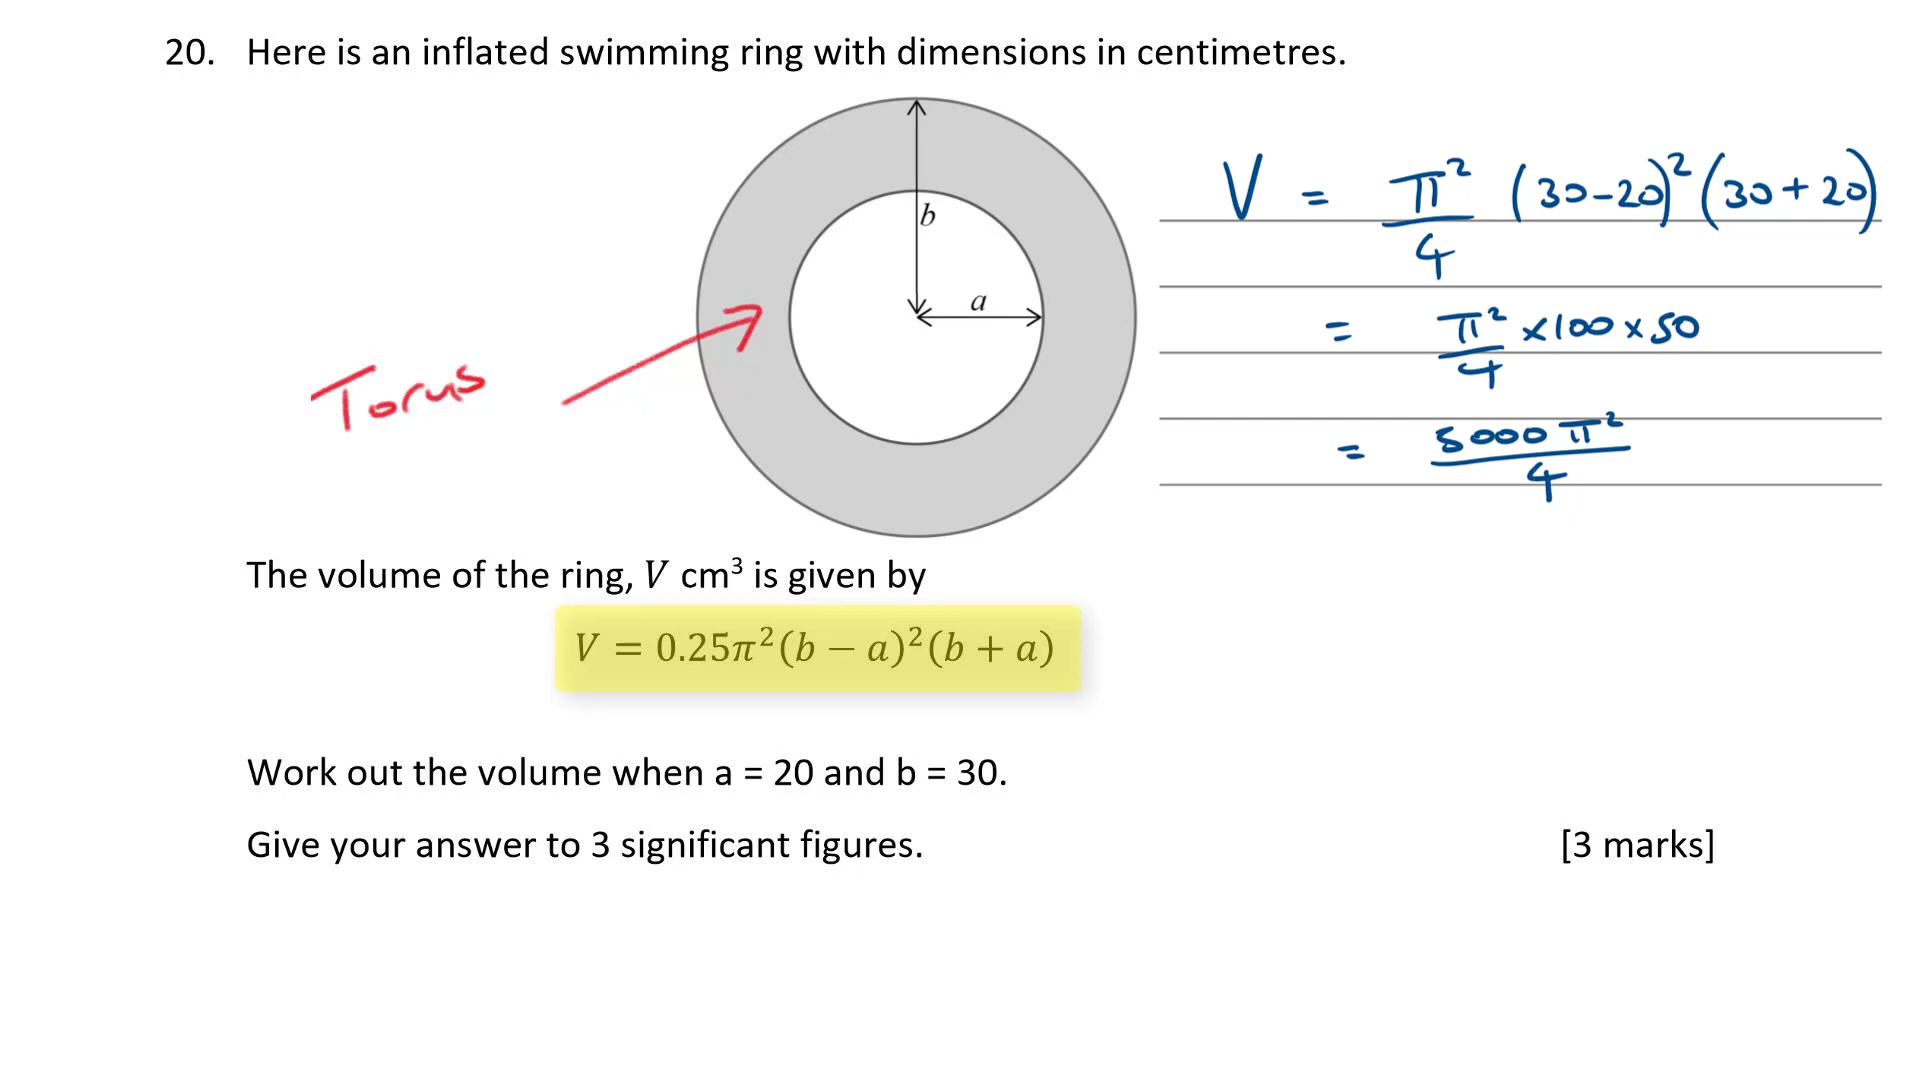 20. Here is an inflated swimming ring with dimensions in centimetres.
b
a
Torus
V = π²/4 (30-20)² (30+20)
= π²/4 ×100×50
= 5000π²/4
The volume of the ring, V cm³ is given by
V = 0.25π²(b − a)²(b + a)
Work out the volume when a = 20 and b = 30.
Give your answer to 3 significant figures. [3 marks]